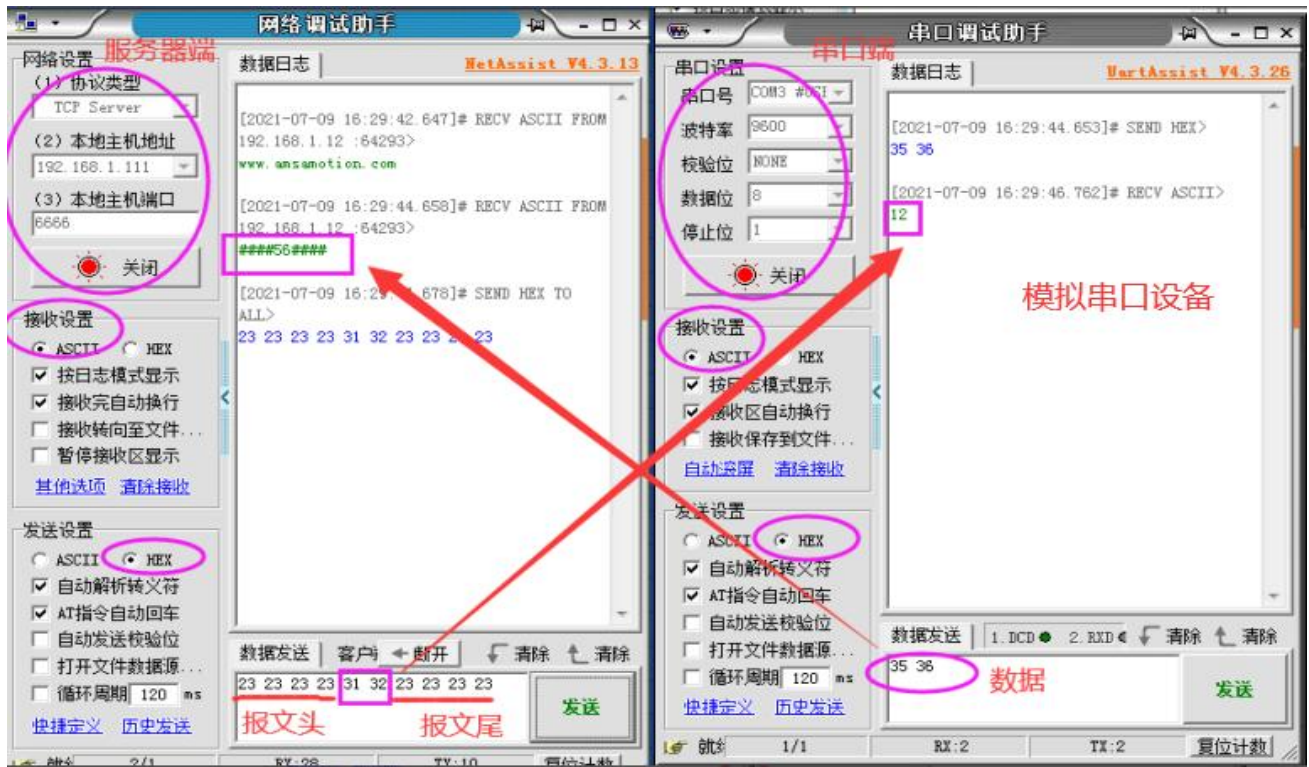 网络调试助手
网络设置
服务器端
(1) 协议类型
TCP Server
(2) 本地主机地址
192.168.1.111
(3) 本地主机端口
6666
关闭
接收设置
ASCII HEX
按日志模式显示
接收完自动换行
接收转向至文件...
暂停接收区显示
其他选项 清除接收
发送设置
ASCII HEX
自动解析转义符
AT指令自动回车
自动发送校验位
打开文件数据源...
循环周期 120 ms
快捷定义 历史发送
数据日志
NetAssist V4.3.13
[2021-07-09 16:29:42.647]# RECV ASCII FROM
192.168.1.12 :64293>
www.ansamotion.com
[2021-07-09 16:29:44.658]# RECV ASCII FROM
192.168.1.12 :64293>
####56####
[2021-07-09 16:29: .678]# SEND HEX TO
ALL>
23 23 23 23 31 32 23 23 23
数据发送 断开 清除 清除
23 23 23 23 31 32 23 23 23 23
报文头 报文尾
发送
2/1 RX:28 TX:10 复位计数
串口调试助手
串口设置
串口端
串口号 COM3
波特率 9600
校验位 NONE
数据位 8
停止位 1
关闭
接收设置
ASCII HEX
按日志模式显示
接收区自动换行
接收保存到文件...
自动滚屏 清除接收
发送设置
ASCII HEX
自动解析转义符
AT指令自动回车
自动发送校验位
打开文件数据源...
循环周期 120 ms
快捷定义 历史发送
数据日志
UartAssist V4.3.26
[2021-07-09 16:29:44.653]# SEND HEX>
35 36
[2021-07-09 16:29:46.762]# RECV ASCII>
12
模拟串口设备
数据发送 1.DCD 2.RXD 清除 清除
35 36
数据
发送
1/1 RX:2 TX:2 复位计数